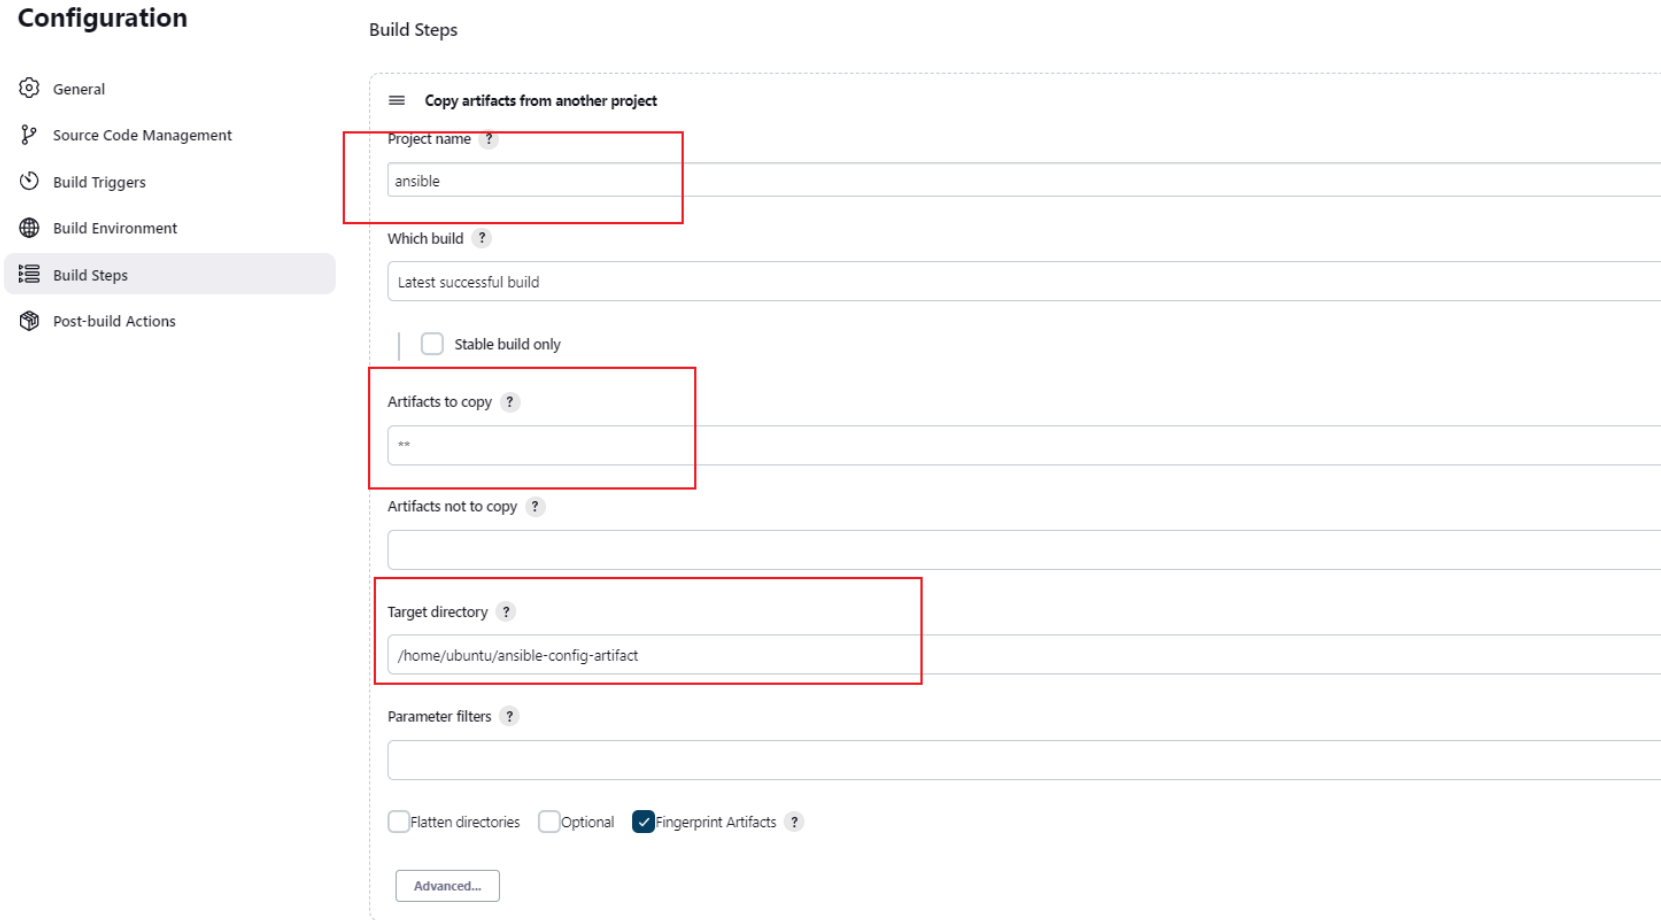 Configuration
General
Source Code Management
Build Triggers
Build Environment
Build Steps
Post-build Actions
Build Steps
Copy artifacts from another project
Project name ?
ansible
Which build ?
Latest successful build
Stable build only
Artifacts to copy ?
**
Artifacts not to copy ?
Target directory ?
/home/ubuntu/ansible-config-artifact
Parameter filters ?
Flatten directories Optional Fingerprint Artifacts ?
Advanced...